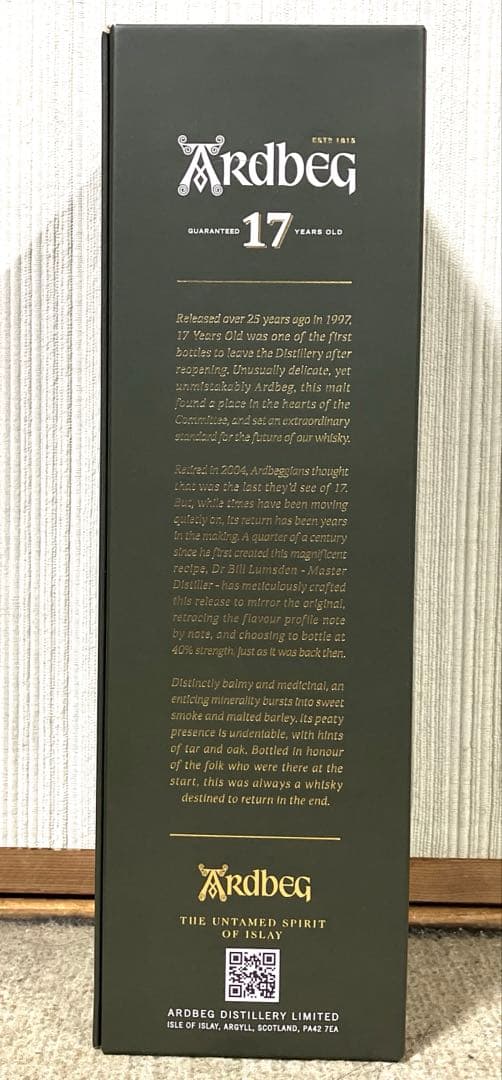 ESTD 1815
ARDBEG
GUARANTEED 17 YEARS OLD
Released over 25 years ago in 1997,
17 Years Old was one of the first
bottles to leave the Distillery after
reopening. Unusually delicate, yet
unmistakably Ardbeg, this malt
found a place in the hearts of the
Committee, and set an extraordinary
standard for the future of our whisky.
Retired in 2004, Ardbeggians thought
that was the last they'd see of 17.
But, while times have been moving
quietly on, its return has been years
in the making. A quarter of a century
since he first created this magnificent
recipe, Dr Bill Lumsden - Master
Distiller - has meticulously crafted
this release to mirror the original,
retracing the flavour profile note
by note, and choosing to bottle at
40% strength, just as it was back then.
Distinctly balmy and medicinal, an
enticing minerality bursts into sweet
smoke and malted barley. Its peaty
presence is undeniable, with hints
of tar and oak. Bottled in honour
of the folk who were there at the
start, this was always a whisky
destined to return in the end.
ARDBEG
THE UNTAMED SPIRIT
OF ISLAY
ARDBEG DISTILLERY LIMITED
ISLE OF ISLAY, ARGYLL, SCOTLAND, PA42 7EA